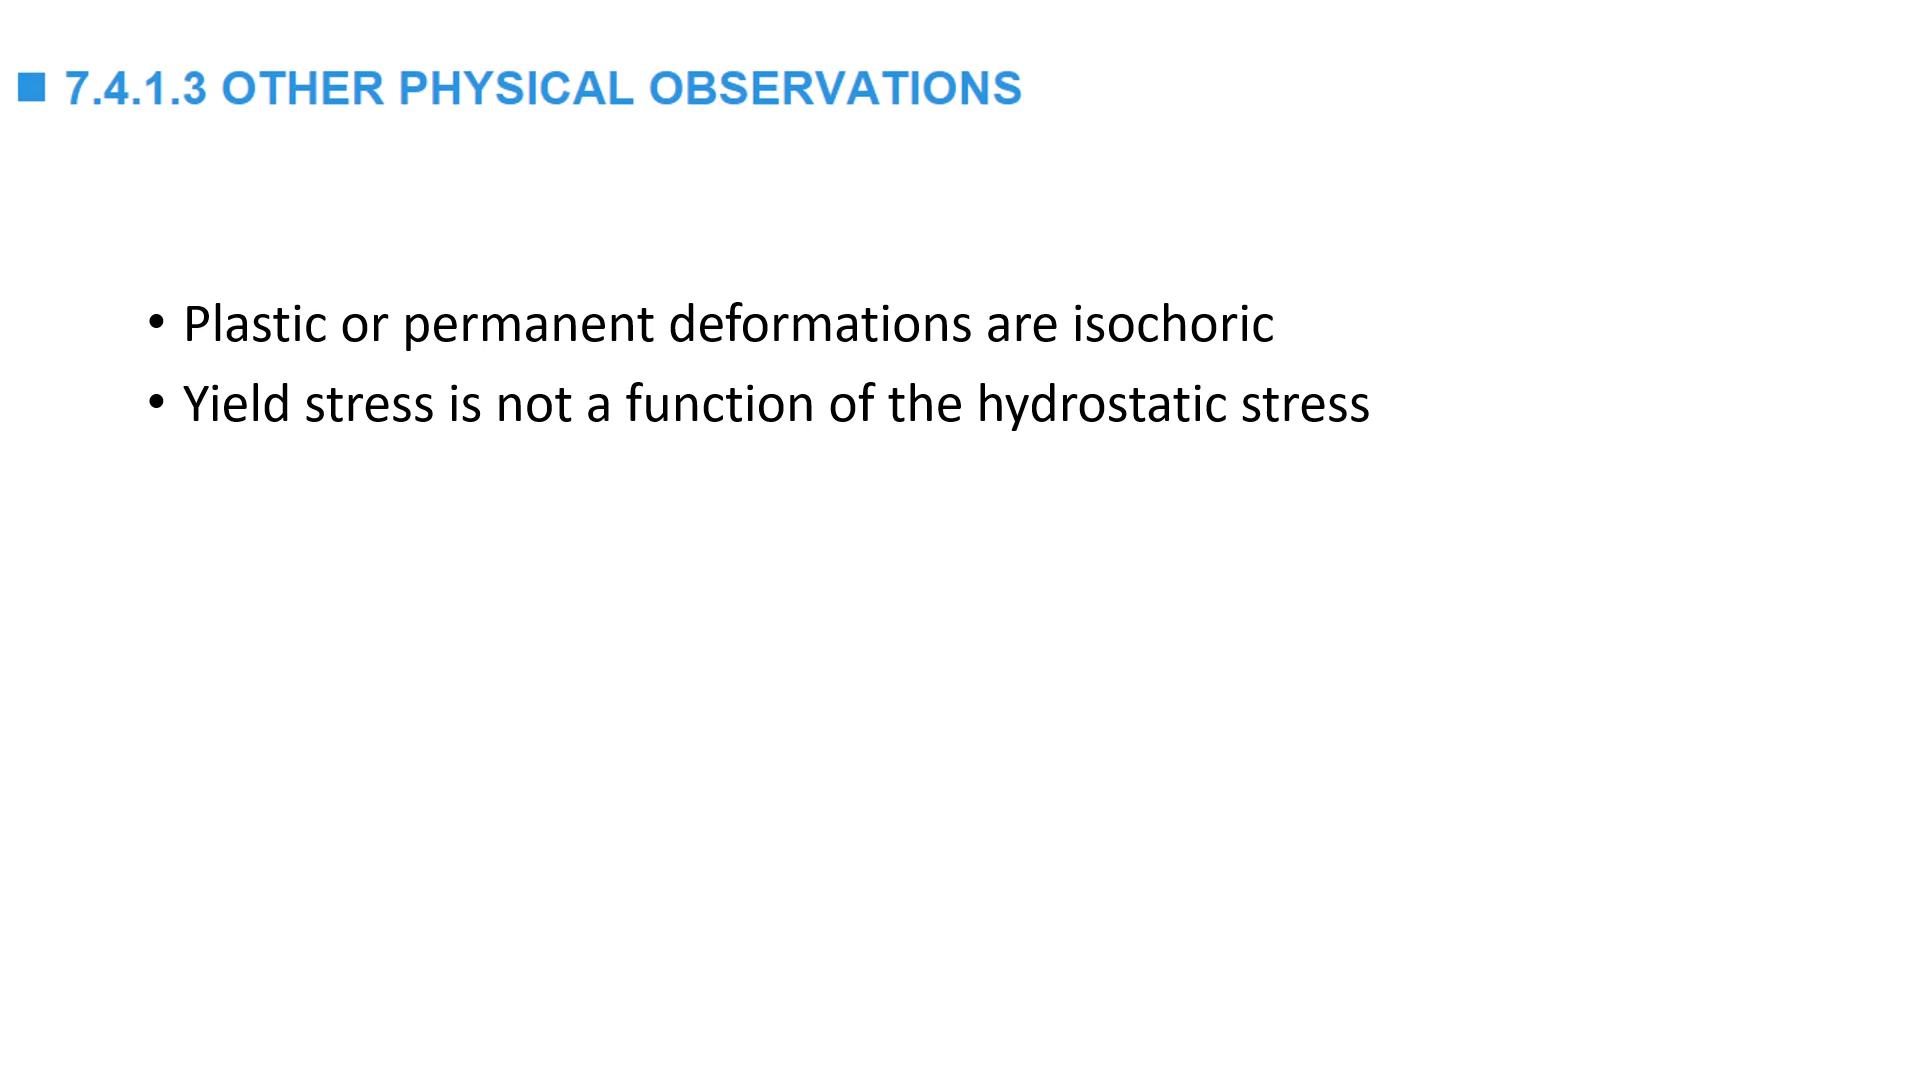 ■ 7.4.1.3 OTHER PHYSICAL OBSERVATIONS
• Plastic or permanent deformations are isochoric
• Yield stress is not a function of the hydrostatic stress